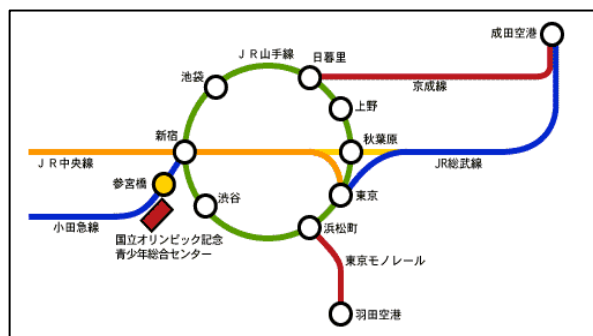 成田空港
ＪＲ山手線
日暮里
池袋
京成線
上野
新宿
秋葉原
ＪＲ中央線
JR総武線
参宮橋
渋谷
東京
小田急線
浜松町
国立オリンピック記念
青少年総合センター
東京モノレール
羽田空港